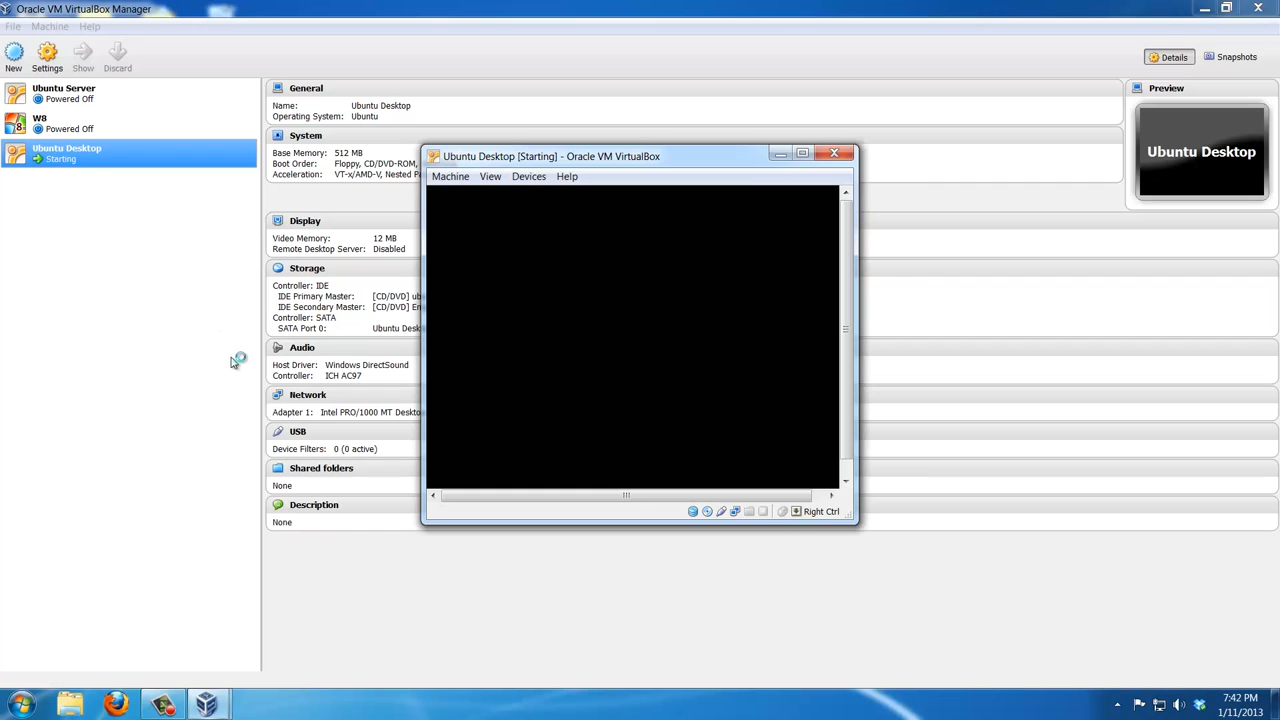 Oracle VM VirtualBox Manager
File Machine Help
New Settings Show Discard
Details Snapshots
Ubuntu Server
Powered Off
W8
Powered Off
Ubuntu Desktop
Starting
General
Name: Ubuntu Desktop
Operating System: Ubuntu
System
Base Memory: 512 MB
Boot Order: Floppy, CD/DVD-ROM,
Acceleration: VT-x/AMD-V, Nested
Display
Video Memory: 12 MB
Remote Desktop Server: Disabled
Storage
Controller: IDE
IDE Primary Master: [CD/DVD]
IDE Secondary Master: [CD/DVD]
Controller: SATA
SATA Port 0: Ubuntu
Audio
Host Driver: Windows DirectSound
Controller: ICH AC97
Network
Adapter 1: Intel PRO/1000 MT
USB
Device Filters: 0 (0 active)
Shared folders
None
Description
None
Preview
Ubuntu Desktop
Ubuntu Desktop [Starting] - Oracle VM VirtualBox
Machine View Devices Help
Right Ctrl
7:42 PM
1/11/2013